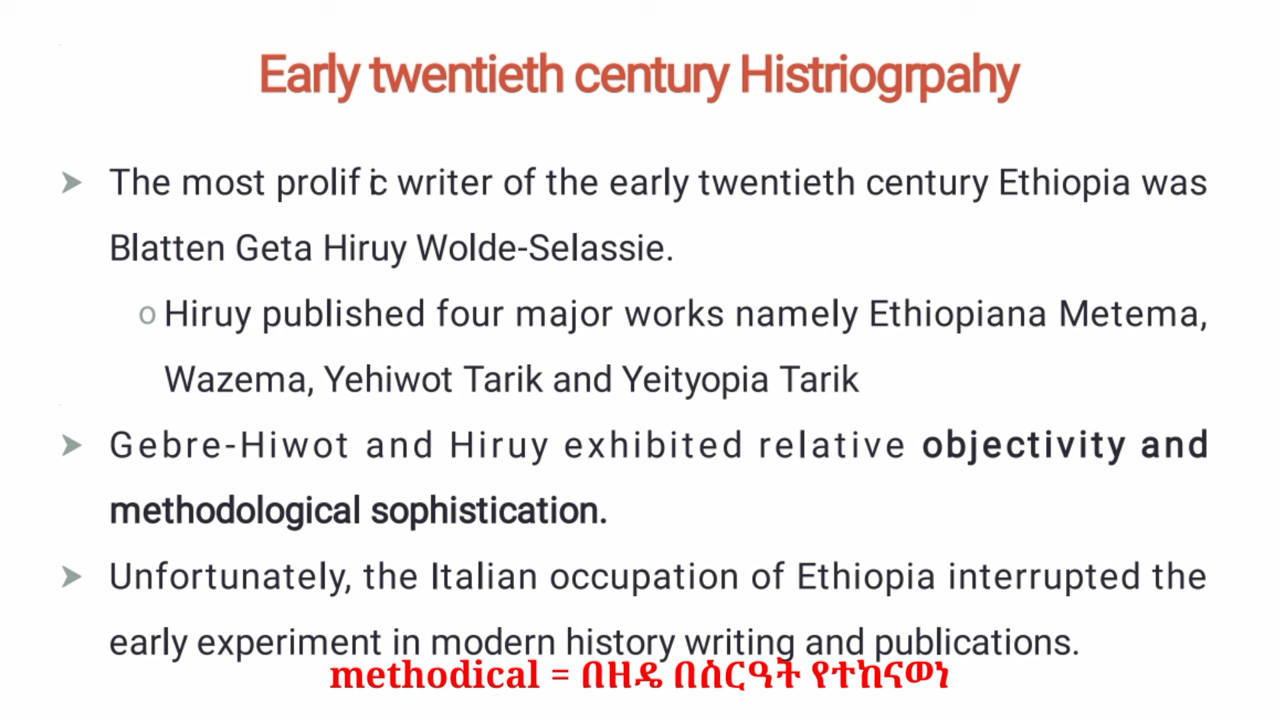 Early twentieth century Histriogrpahy
➤ The most prolific writer of the early twentieth century Ethiopia was
Blatten Geta Hiruy Wolde-Selassie.
o Hiruy published four major works namely Ethiopiana Metema,
Wazema, Yehiwot Tarik and Yeityopia Tarik
➤ Gebre-Hiwot and Hiruy exhibited relative objectivity and
methodological sophistication.
➤ Unfortunately, the Italian occupation of Ethiopia interrupted the
early experiment in modern history writing and publications.
methodical = በዘዴ በስርዓት የተከናወነ